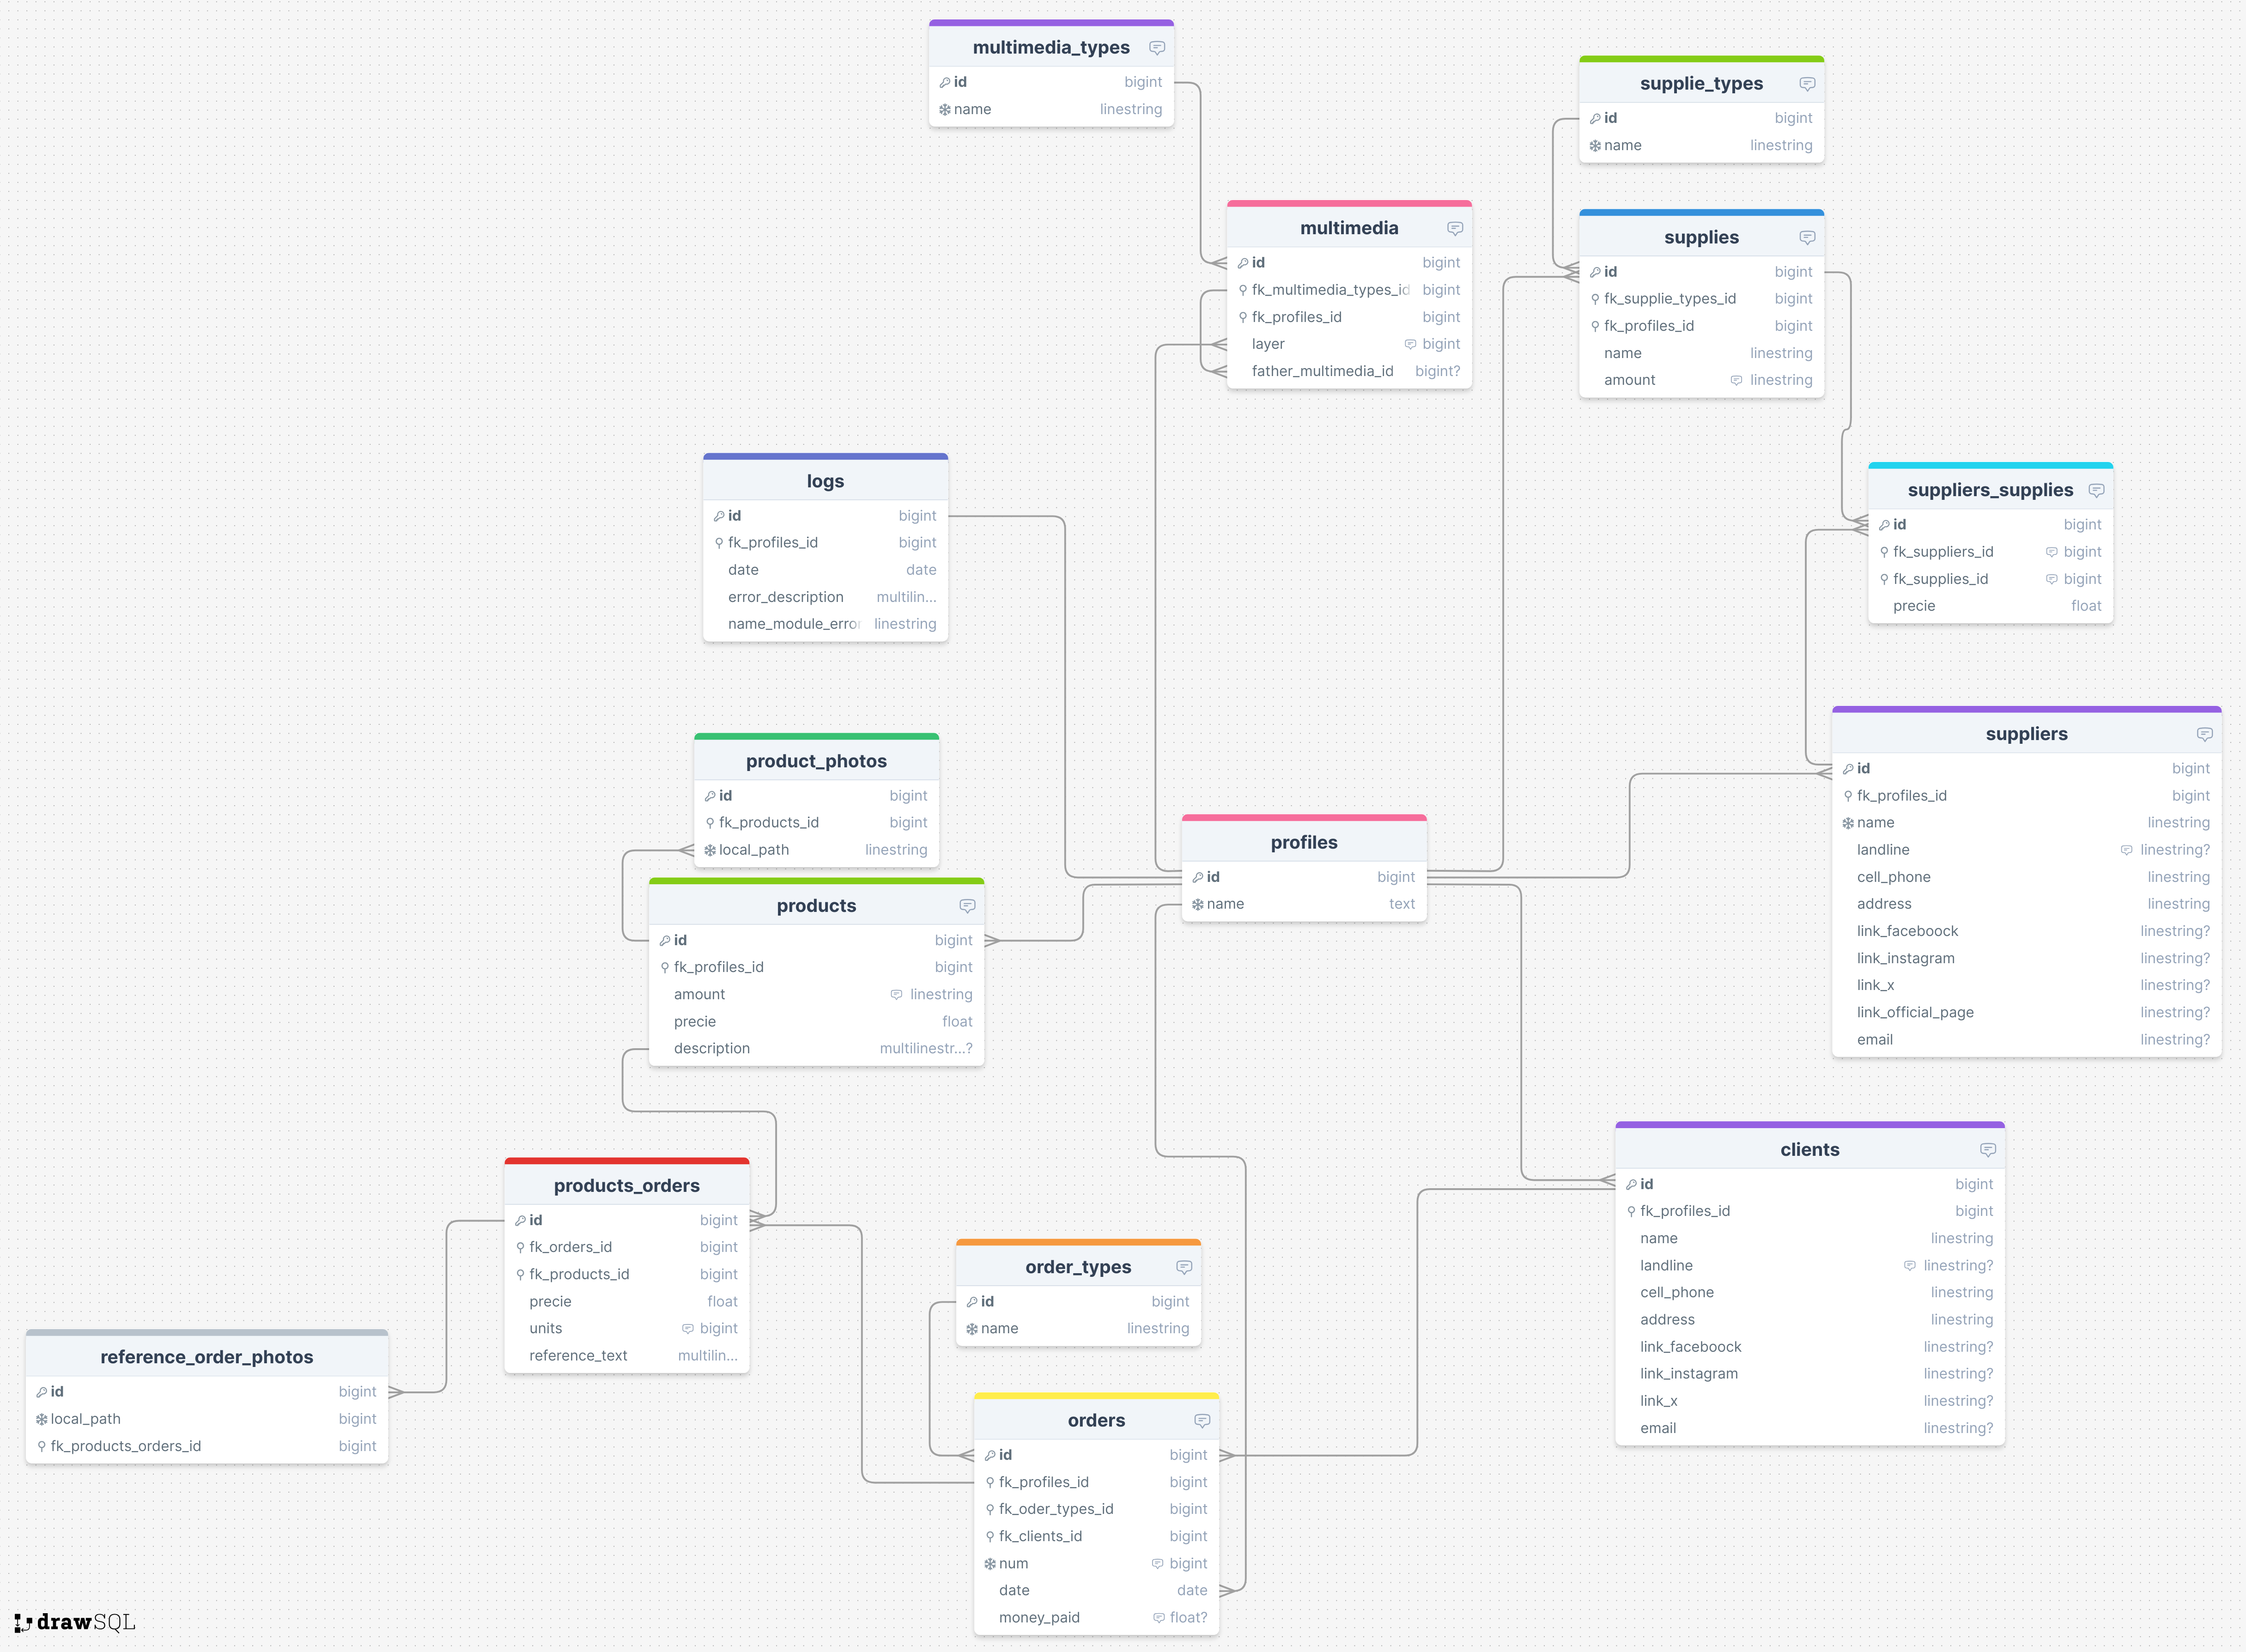 multimedia_types
id bigint
name linestring
supplie_types
id bigint
name linestring
multimedia
id bigint
fk_multimedia_types_id bigint
fk_profiles_id bigint
layer bigint
father_multimedia_id bigint?
supplies
id bigint
fk_supplie_types_id bigint
fk_profiles_id bigint
name linestring
amount linestring
logs
id bigint
fk_profiles_id bigint
date date
error_description multilin...
name_module_error linestring
suppliers_supplies
id bigint
fk_suppliers_id bigint
fk_supplies_id bigint
precie float
suppliers
id bigint
fk_profiles_id bigint
name linestring
landline linestring?
cell_phone linestring
address linestring
link_faceboock linestring?
link_instagram linestring?
link_x linestring?
link_official_page linestring?
email linestring?
product_photos
id bigint
fk_products_id bigint
local_path linestring
profiles
id bigint
name text
products
id bigint
fk_profiles_id bigint
amount linestring
precie float
description multilinestr...?
clients
id bigint
fk_profiles_id bigint
name linestring
landline linestring?
cell_phone linestring
address linestring
link_faceboock linestring?
link_instagram linestring?
link_x linestring?
email linestring?
products_orders
id bigint
fk_orders_id bigint
fk_products_id bigint
precie float
units bigint
reference_text multilin...
order_types
id bigint
name linestring
reference_order_photos
id bigint
local_path bigint
fk_products_orders_id bigint
orders
id bigint
fk_profiles_id bigint
fk_oder_types_id bigint
fk_clients_id bigint
num bigint
date date
money_paid float?
drawSQL